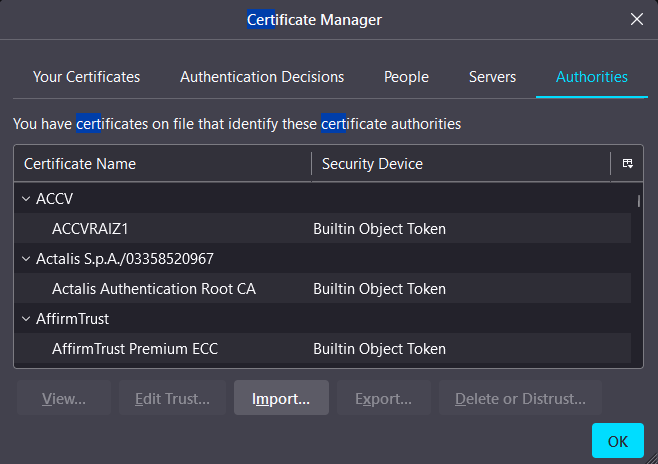 Certificate Manager
Your Certificates Authentication Decisions People Servers Authorities
You have certificates on file that identify these certificate authorities
Certificate Name Security Device
ACCV
ACCVRAIZ1 Builtin Object Token
Actalis S.p.A./03358520967
Actalis Authentication Root CA Builtin Object Token
AffirmTrust
AffirmTrust Premium ECC Builtin Object Token
View... Edit Trust... Import... Export... Delete or Distrust...
OK